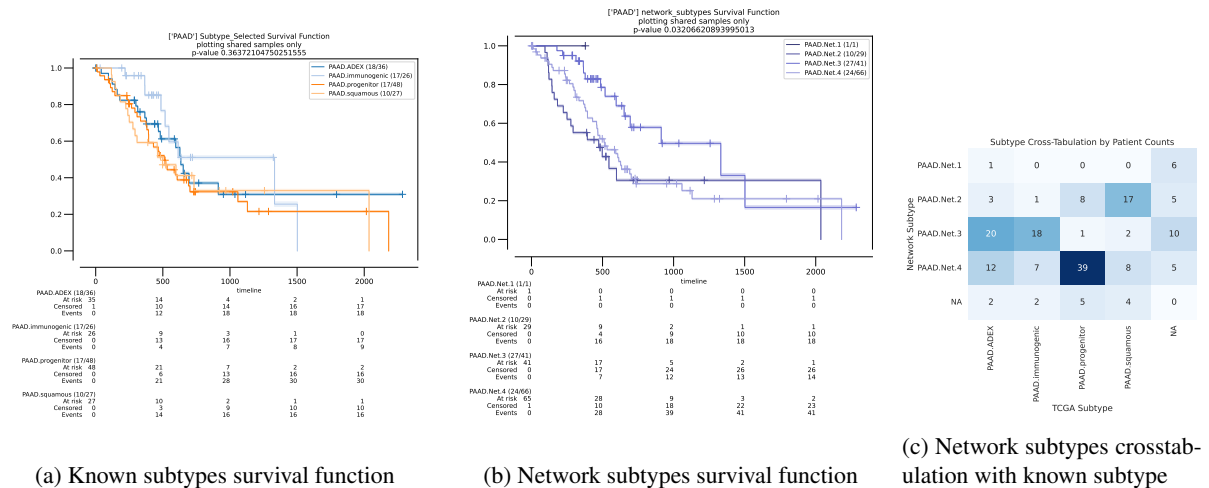 ['PAAD'] Subtype_Selected Survival Function
plotting shared samples only
p-value 0.36372104750251555
PAAD.ADEX (18/36)
PAAD.immunogenic (17/26)
PAAD.progenitor (17/48)
PAAD.squamous (10/27)
1.0
0.8
0.6
0.4
0.2
0.0
0 500 1000 1500 2000
timeline
PAAD.ADEX (18/36)
At risk 35 14 4 2 1
Censored 1 10 14 16 17
Events 0 12 18 18 18
PAAD.immunogenic (17/26)
At risk 26 9 3 1 0
Censored 0 13 16 17 17
Events 0 4 7 8 9
PAAD.progenitor (17/48)
At risk 48 21 7 2 2
Censored 0 6 13 16 16
Events 0 21 28 30 30
PAAD.squamous (10/27)
At risk 27 10 2 1 1
Censored 0 3 9 10 10
Events 0 14 16 16 16
(a) Known subtypes survival function
['PAAD'] network_subtypes Survival Function
plotting shared samples only
p-value 0.03206620893995013
PAAD.Net.1 (1/1)
PAAD.Net.2 (10/29)
PAAD.Net.3 (27/41)
PAAD.Net.4 (24/66)
1.0
0.8
0.6
0.4
0.2
0.0
0 500 1000 1500 2000
timeline
PAAD.Net.1 (1/1)
At risk 1 0 0 0 0
Censored 0 1 1 1 1
Events 0 0 0 0 0
PAAD.Net.2 (10/29)
At risk 29 9 2 1 1
Censored 0 4 9 10 10
Events 0 16 18 18 18
PAAD.Net.3 (27/41)
At risk 41 17 5 2 1
Censored 0 17 24 26 26
Events 0 7 12 13 14
PAAD.Net.4 (24/66)
At risk 65 28 9 3 2
Censored 1 10 18 22 23
Events 0 28 39 41 41
(b) Network subtypes survival function
Subtype Cross-Tabulation by Patient Counts
Network Subtype
PAAD.Net.1 1 0 0 0 6
PAAD.Net.2 3 1 8 17 5
PAAD.Net.3 20 18 1 2 10
PAAD.Net.4 12 7 39 8 5
NA 2 2 5 4 0
PAAD.ADEX
PAAD.immunogenic
PAAD.progenitor
PAAD.squamous
NA
TCGA Subtype
(c) Network subtypes crosstab-
ulation with known subtype